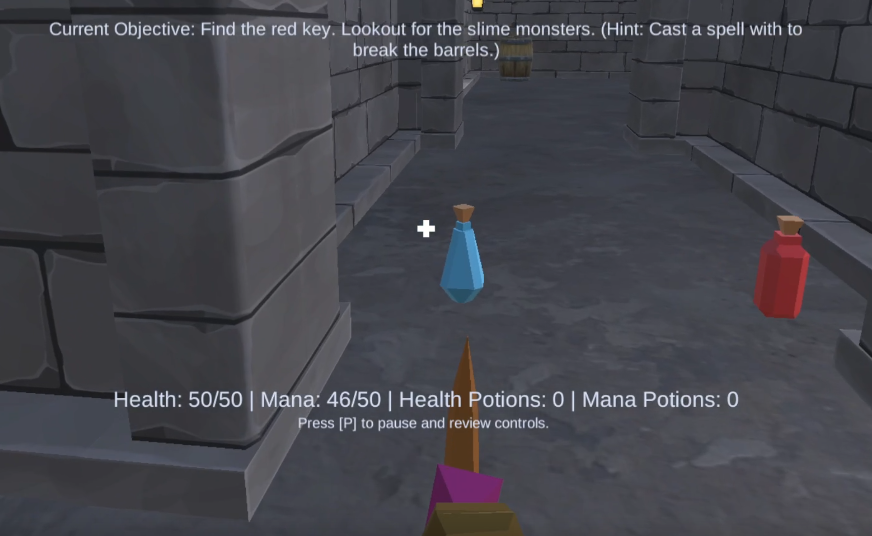 Current Objective: Find the red key. Lookout for the slime monsters. (Hint: Cast a spell with to
break the barrels.)
Health: 50/50 | Mana: 46/50 | Health Potions: 0 | Mana Potions: 0
Press [P] to pause and review controls.